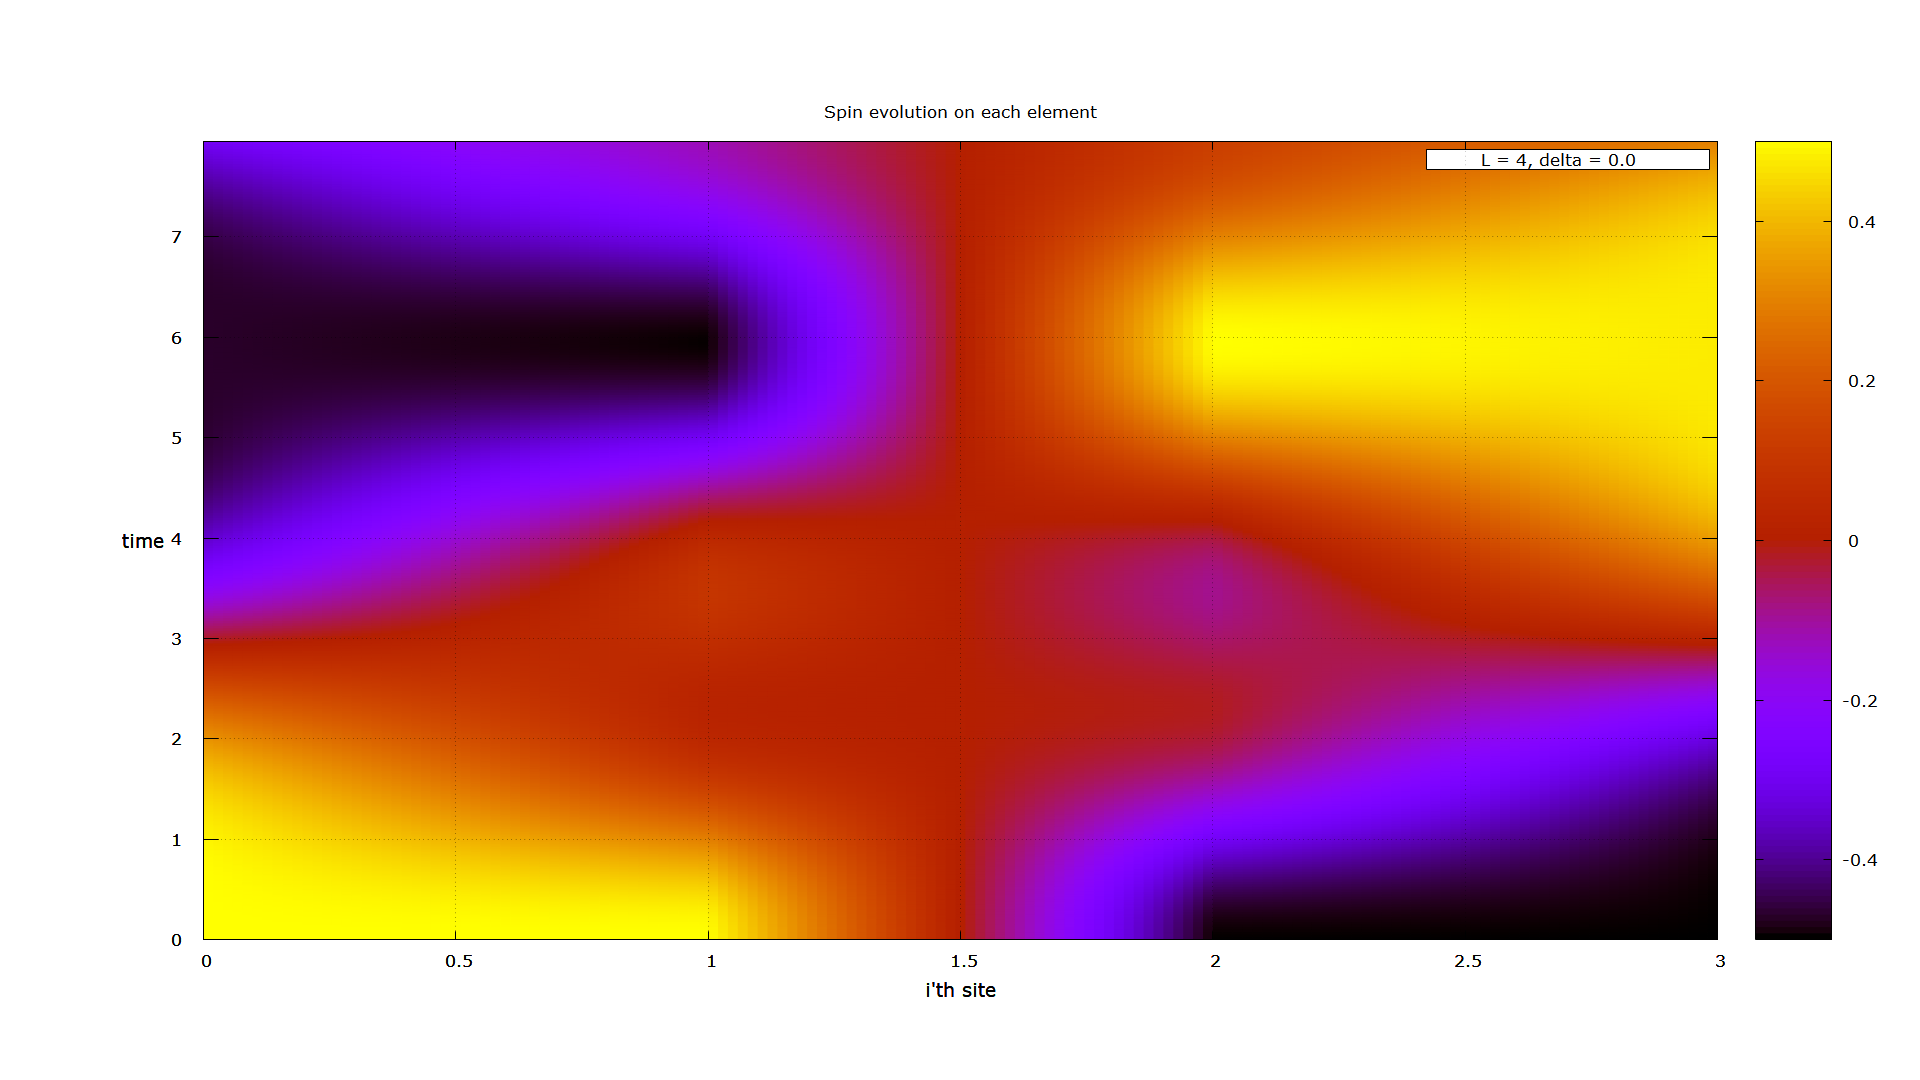 Spin evolution on each element
L = 4, delta = 0.0
7
6
5
time 4
3
2
1
0
0 0.5 1 1.5 2 2.5 3
i'th site
0.4
0.2
0
-0.2
-0.4